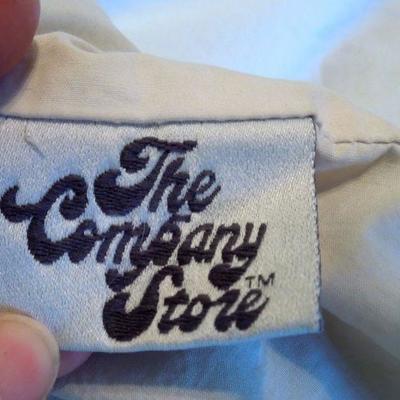 The
Company
Store™